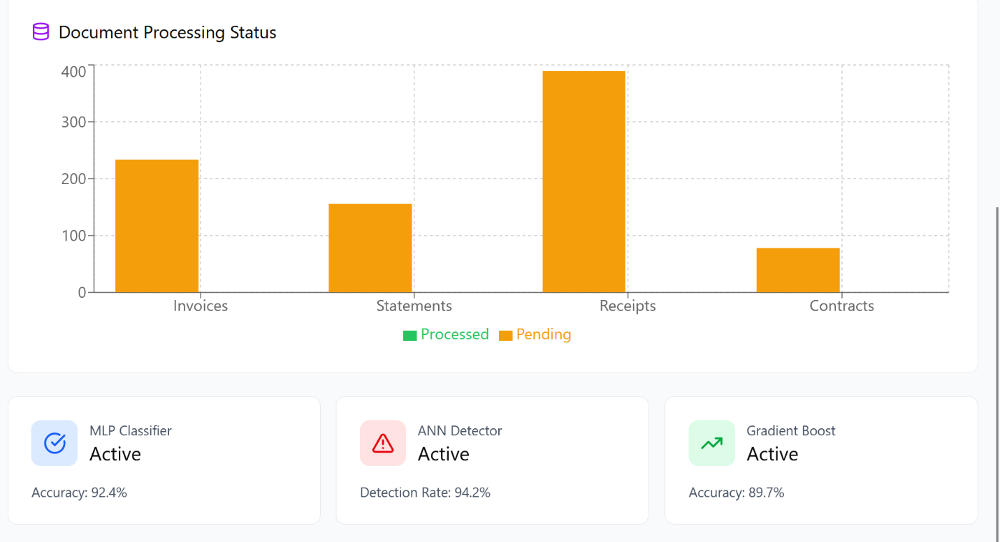 Document Processing Status
400
300
200
100
0
Invoices Statements Receipts Contracts
Processed Pending
MLP Classifier
Active
Accuracy: 92.4%
ANN Detector
Active
Detection Rate: 94.2%
Gradient Boost
Active
Accuracy: 89.7%